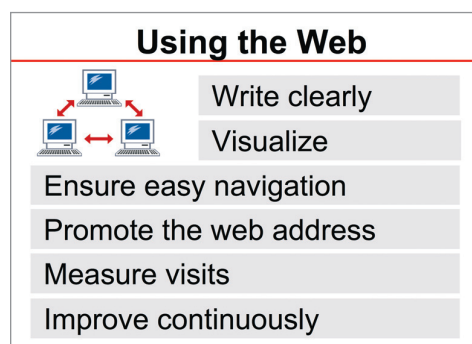 Using the Web
Write clearly
Visualize
Ensure easy navigation
Promote the web address
Measure visits
Improve continuously